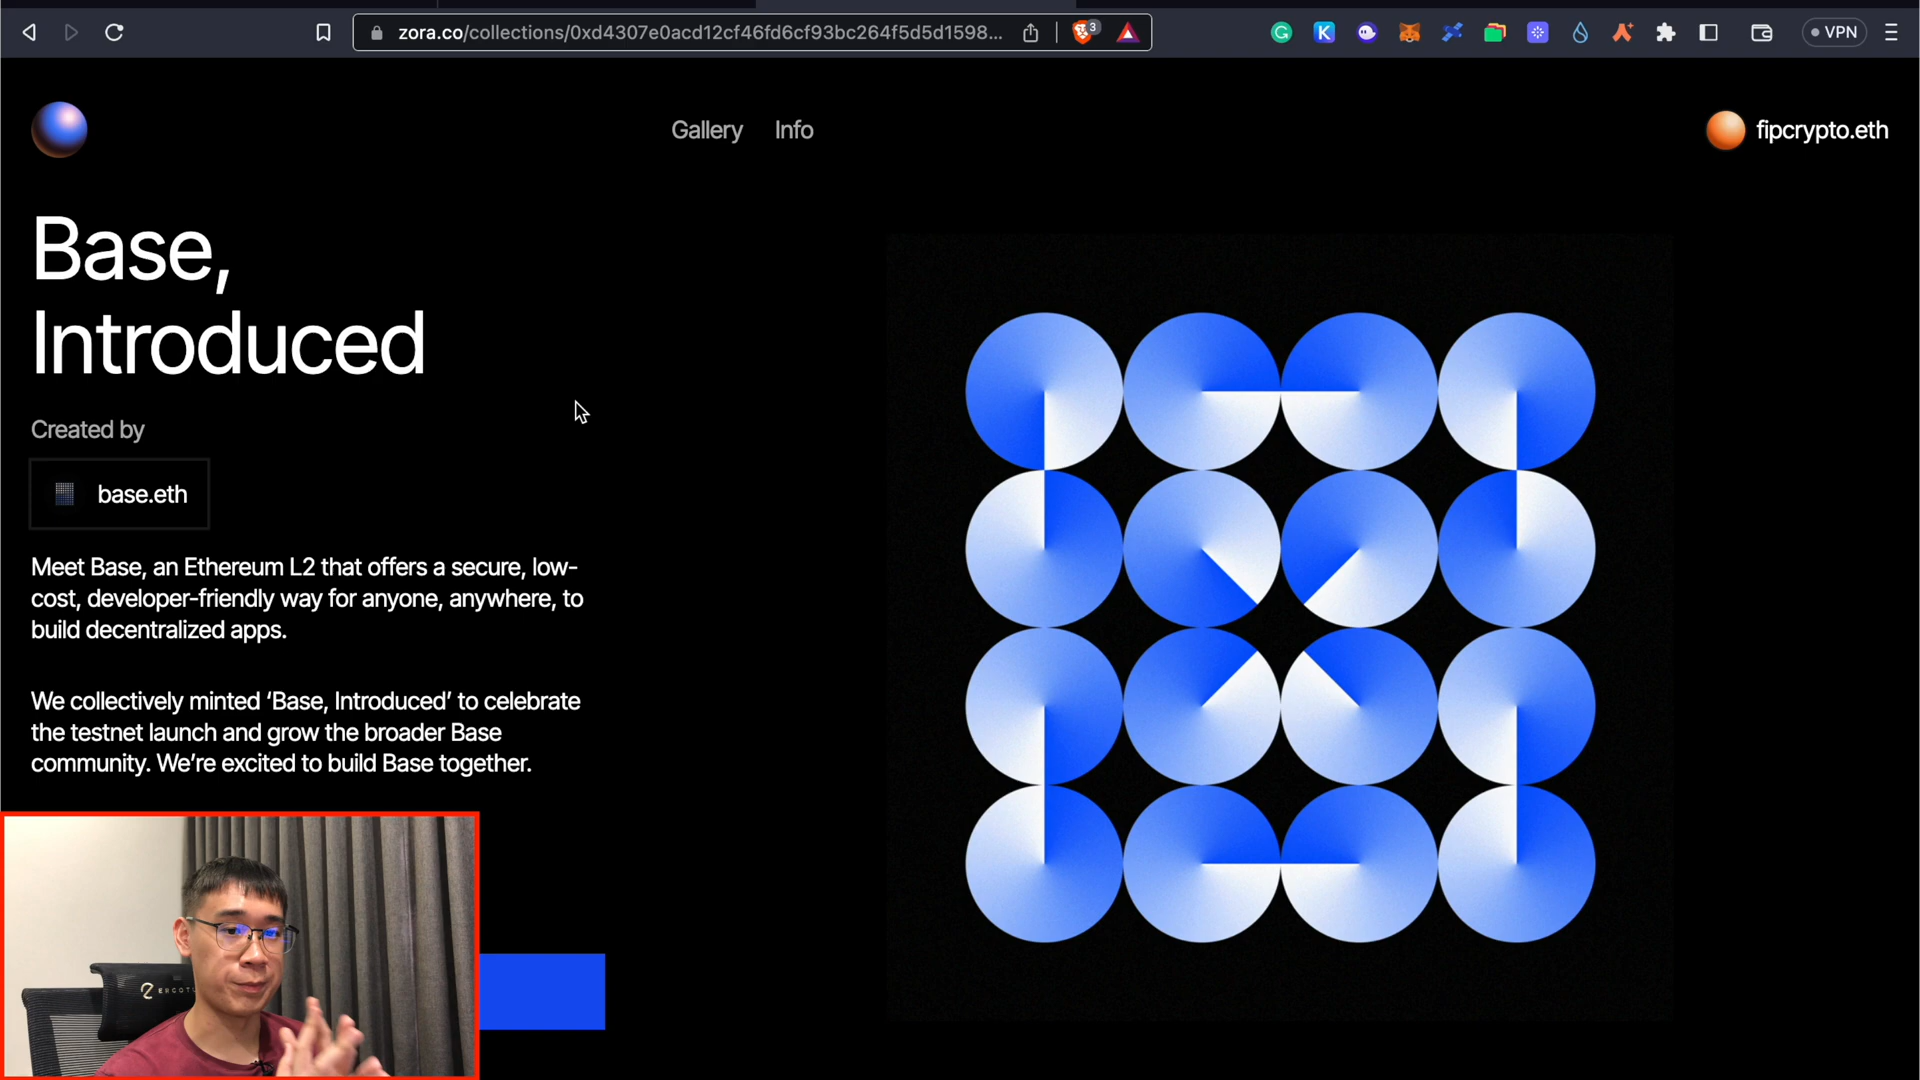 zora.co/collections/0xd4307e0acd12cf46fd6cf93bc264f5d5d1598...
3
K
VPN
Gallery Info
fipcrypto.eth
Base,
Introduced
Created by
base.eth
Meet Base, an Ethereum L2 that offers a secure, low-
cost, developer-friendly way for anyone, anywhere, to
build decentralized apps.
We collectively minted ‘Base, Introduced’ to celebrate
the testnet launch and grow the broader Base
community. We’re excited to build Base together.